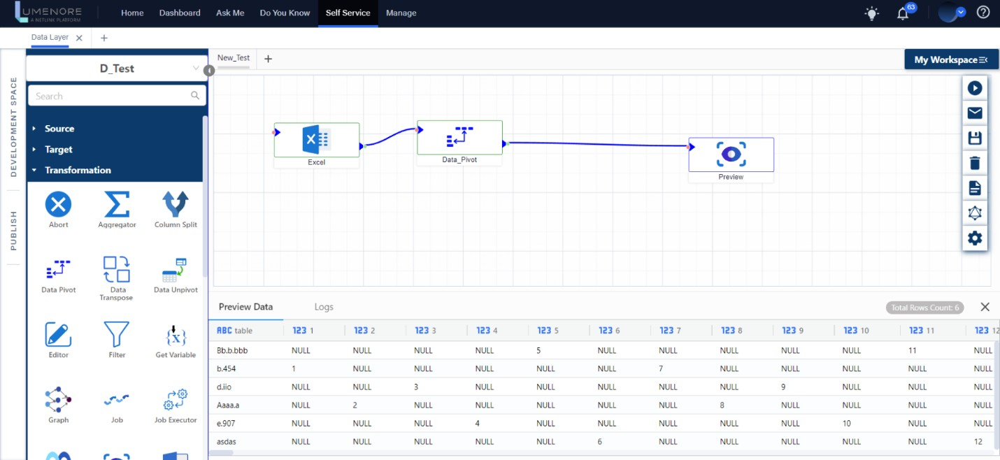 LUMENORE
A NETLINK PLATFORM
Home Dashboard Ask Me Do You Know Self Service Manage
63
Data Layer
DEVELOPMENT SPACE
PUBLISH
D_Test
Search
Source
Target
Transformation
Abort Aggregator Column Split
Data Pivot Data Transpose Data Unpivot
Editor Filter Get Variable
Graph Job Job Executor
New_Test
My Workspace
Excel
Data_Pivot
Preview
Preview Data Logs Total Rows Count: 6
ABC table 123 1 123 2 123 3 123 4 123 5 123 6 123 7 123 8 123 9 123 10 123 11 123 12
Bb.b.bbb NULL NULL NULL NULL 5 NULL NULL NULL NULL NULL 11 NULL
b.454 1 NULL NULL NULL NULL NULL 7 NULL NULL NULL NULL NULL
d.iio NULL NULL 3 NULL NULL NULL NULL NULL 9 NULL NULL NULL
Aaaa.a NULL 2 NULL NULL NULL NULL NULL 8 NULL NULL NULL NULL
e.907 NULL NULL NULL 4 NULL NULL NULL NULL NULL 10 NULL NULL
asdas NULL NULL NULL NULL NULL 6 NULL NULL NULL NULL NULL 12